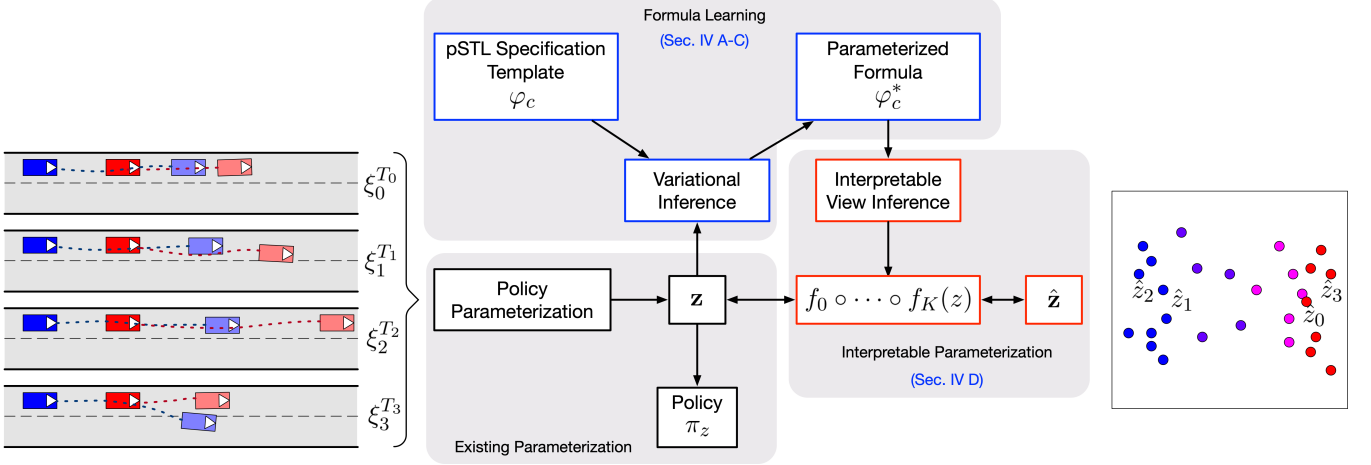 Formula Learning
(Sec. IV A-C)
pSTL Specification
Template
φ_c
Parameterized
Formula
φ_c^*
Variational
Inference
Interpretable
View Inference
ξ_0^{T_0}
ξ_1^{T_1}
ξ_2^{T_2}
ξ_3^{T_3}
Policy
Parameterization
z
f_0 ∘ ⋯ ∘ f_K(z)
ẑ
Interpretable Parameterization
(Sec. IV D)
Policy
π_z
Existing Parameterization
ẑ_2
ẑ_1
ẑ_3
ẑ_0